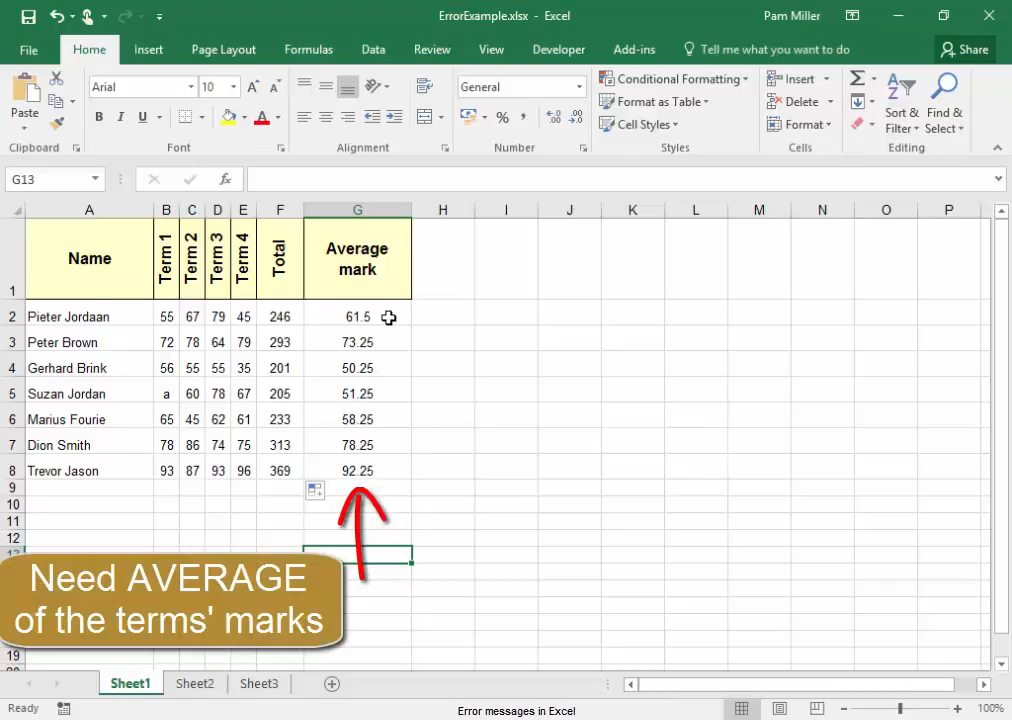 ErrorExample.xlsx - Excel
Pam Miller
File Home Insert Page Layout Formulas Data Review View Developer Add-ins Tell me what you want to do Share
Arial 10 General
Conditional Formatting
Format as Table
Cell Styles
Insert
Delete
Format
Paste
B I U A % ,
Sort & Filter
Find & Select
Clipboard Font Alignment Number Styles Cells Editing
G13 fx
A B C D E F G H I J K L M N O P
1 Name Term 1 Term 2 Term 3 Term 4 Total Average mark
2 Pieter Jordaan 55 67 79 45 246 61.5
3 Peter Brown 72 78 64 79 293 73.25
4 Gerhard Brink 56 55 55 35 201 50.25
5 Suzan Jordan a 60 78 67 205 51.25
6 Marius Fourie 65 45 62 61 233 58.25
7 Dion Smith 78 86 74 75 313 78.25
8 Trevor Jason 93 87 93 96 369 92.25
9
10
11
12
13
Need AVERAGE
of the terms' marks
19
Sheet1 Sheet2 Sheet3
Ready
Error messages in Excel
100%